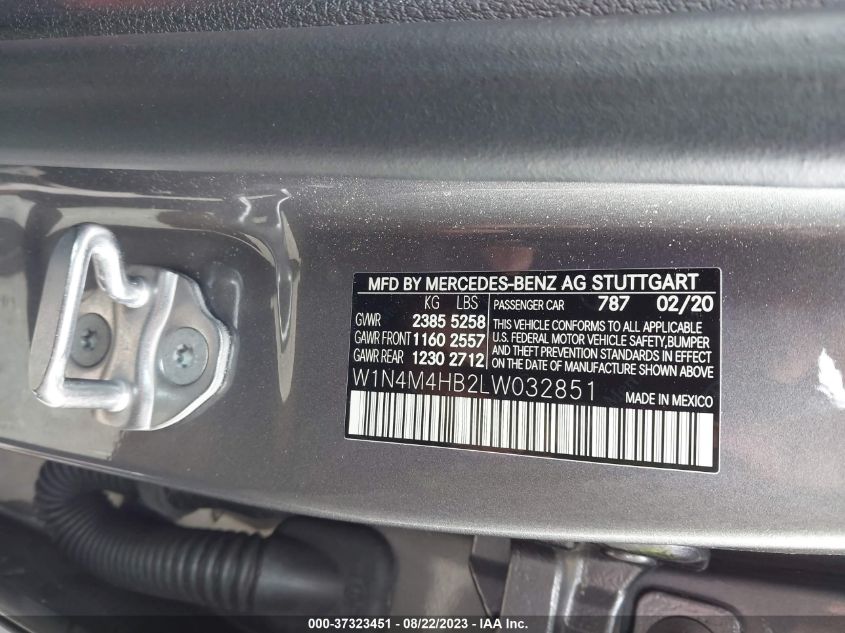 MFD BY MERCEDES-BENZ AG STUTTGART
KG LBS
GVWR 2385 5258
GAWR FRONT 1160 2557
GAWR REAR 1230 2712
PASSENGER CAR 787 02/20
THIS VEHICLE CONFORMS TO ALL APPLICABLE
U.S. FEDERAL MOTOR VEHICLE SAFETY,BUMPER
AND THEFT PREVENTION STANDARDS IN EFFECT
ON THE DATE OF MANUFACTURE SHOWN ABOVE
W1N4M4HB2LW032851
MADE IN MEXICO
000-37323451 - 08/22/2023 - © IAA Inc.